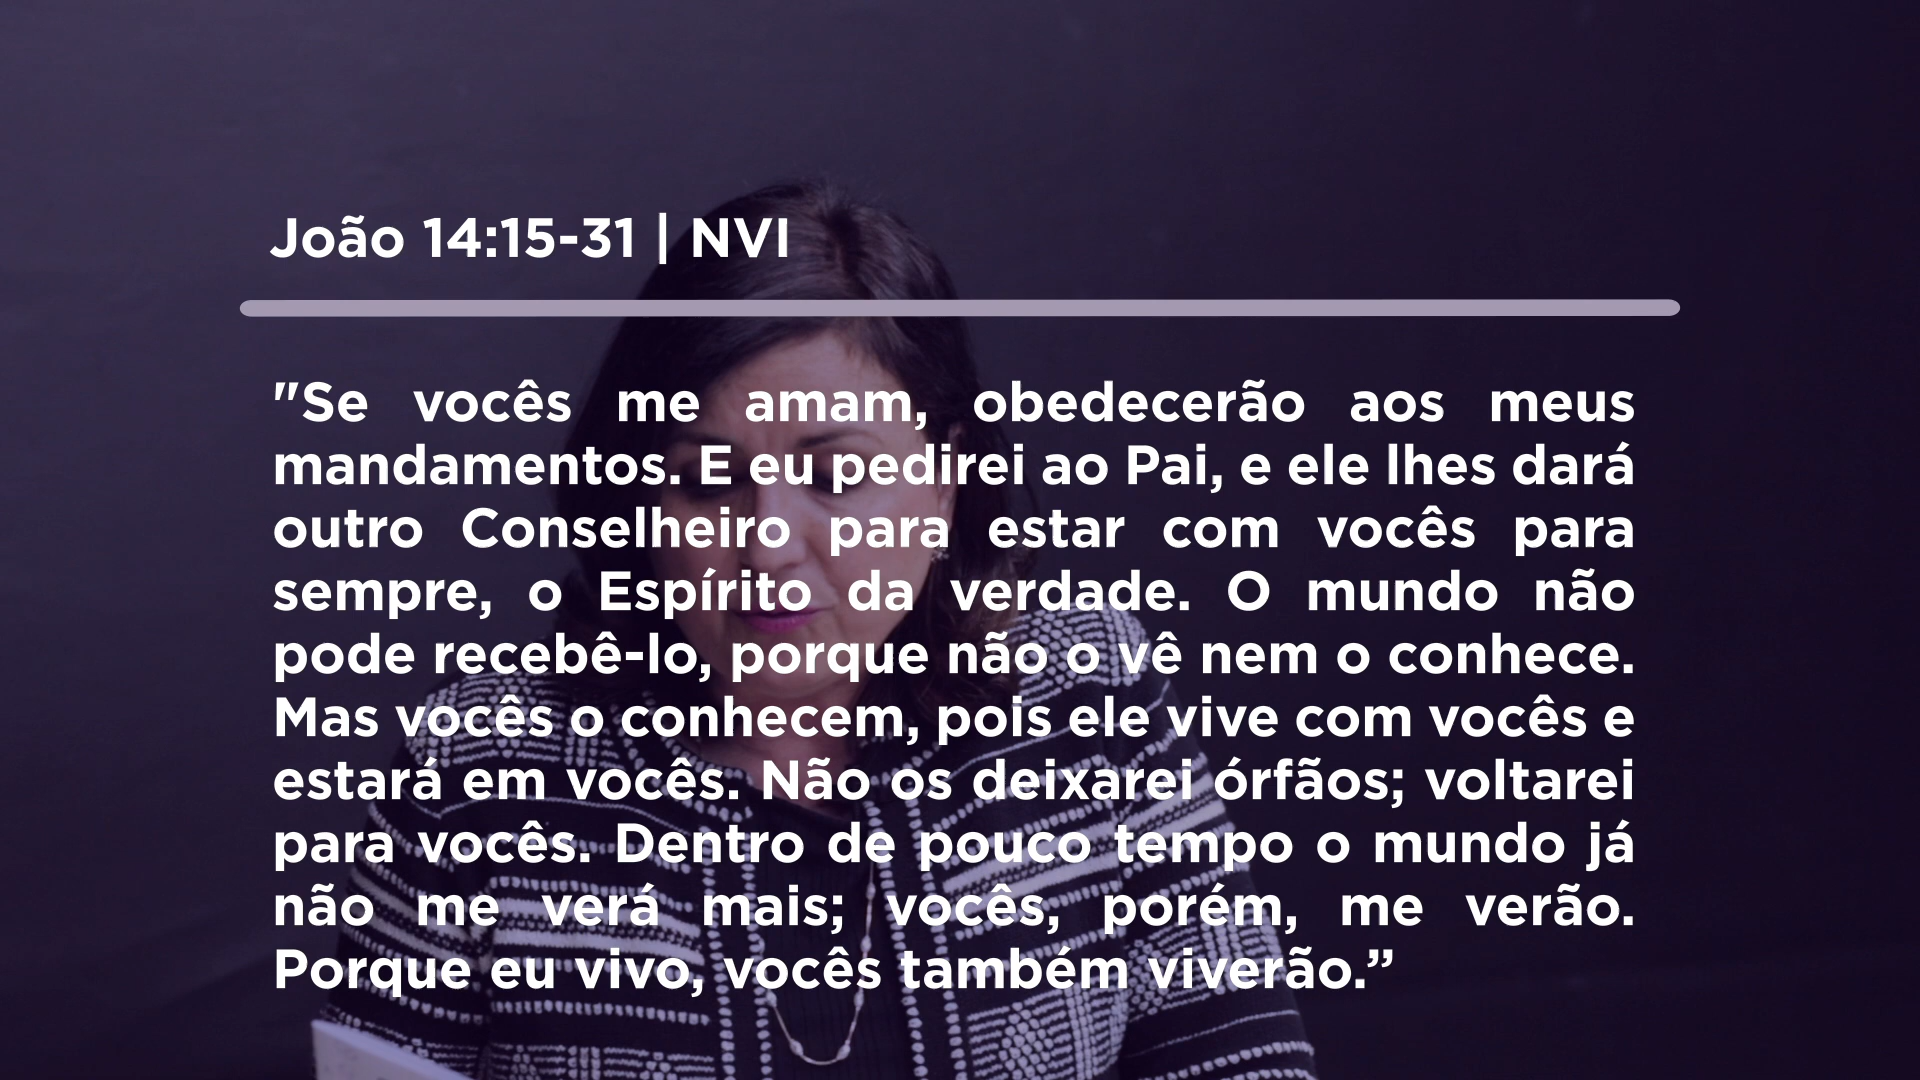 João 14:15-31 | NVI
"Se vocês me amam, obedecerão aos meus
mandamentos. E eu pedirei ao Pai, e ele lhes dará
outro Conselheiro para estar com vocês para
sempre, o Espírito da verdade. O mundo não
pode recebê-lo, porque não o vê nem o conhece.
Mas vocês o conhecem, pois ele vive com vocês e
estará em vocês. Não os deixarei órfãos; voltarei
para vocês. Dentro de pouco tempo o mundo já
não me verá mais; vocês, porém, me verão.
Porque eu vivo, vocês também viverão.”